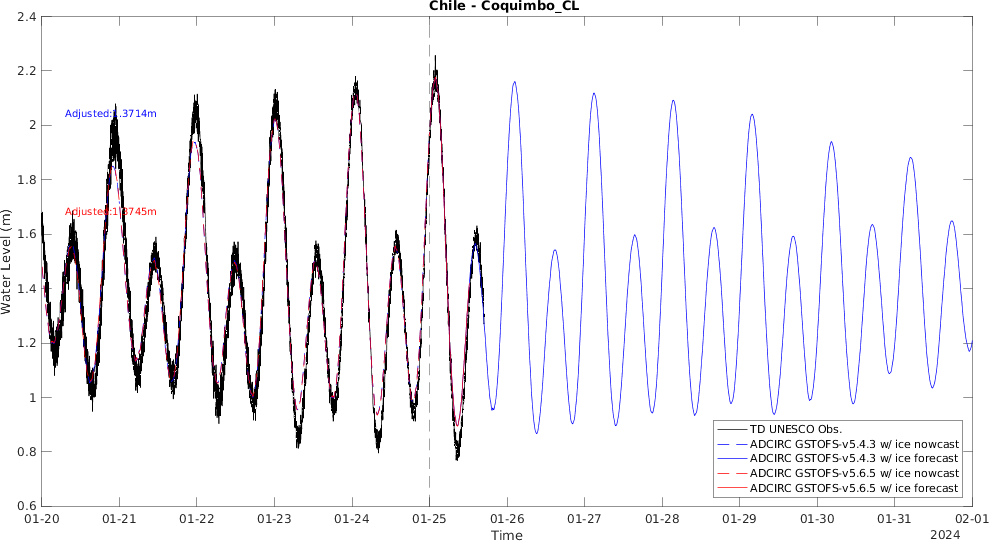 Chile - Coquimbo_CL
2.4
2.2
2
1.8
1.6
1.4
1.2
1
0.8
0.6
Water Level (m)
Adjusted:1.3714m
Adjusted:1.3745m
TD UNESCO Obs.
ADCIRC GSTOFS-v5.4.3 w/ ice nowcast
ADCIRC GSTOFS-v5.4.3 w/ ice forecast
ADCIRC GSTOFS-v5.6.5 w/ ice nowcast
ADCIRC GSTOFS-v5.6.5 w/ ice forecast
01-20 01-21 01-22 01-23 01-24 01-25 01-26 01-27 01-28 01-29 01-30 01-31 02-01
Time
2024